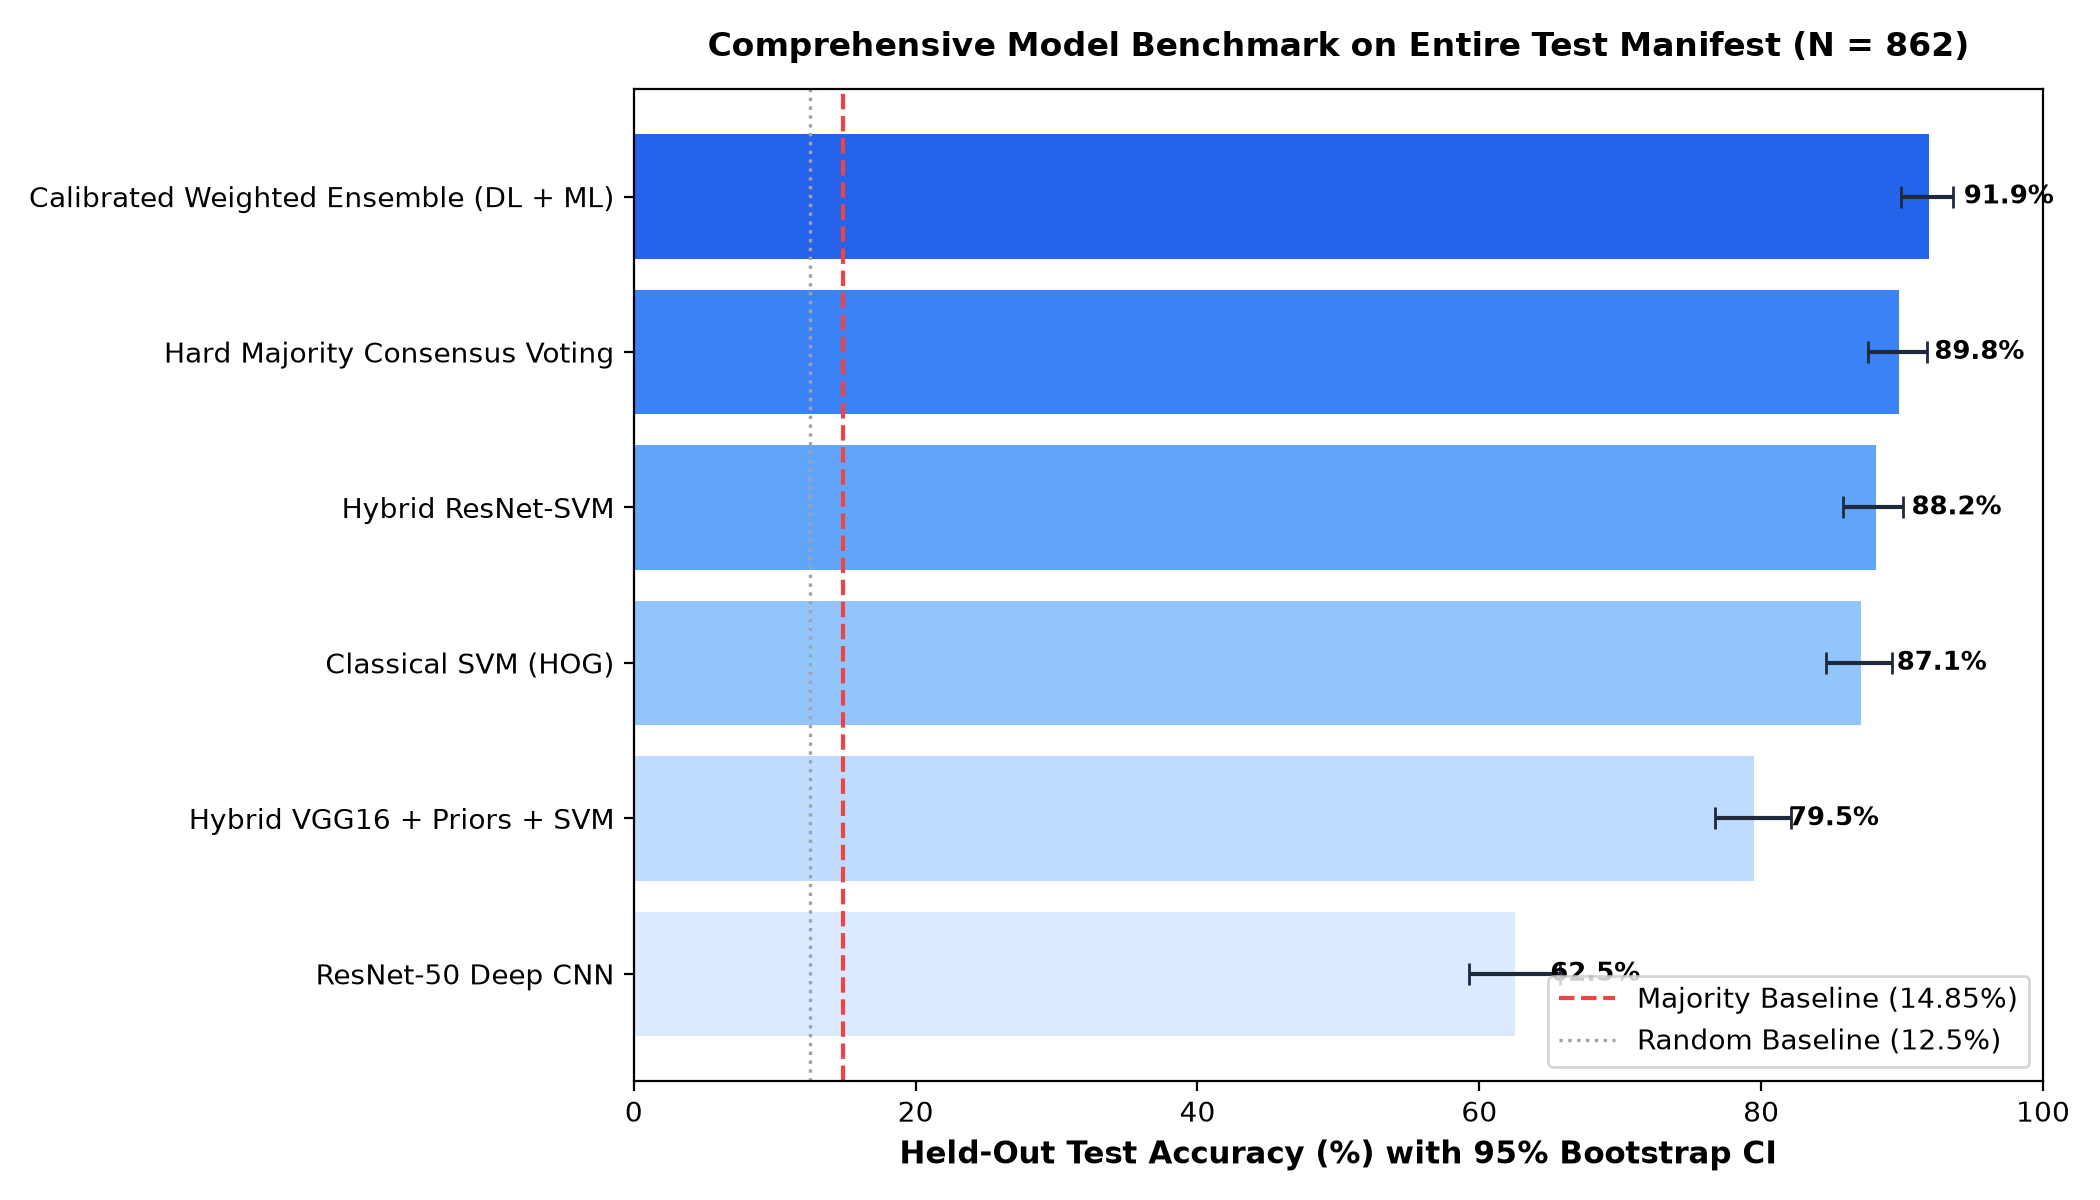 Comprehensive Model Benchmark on Entire Test Manifest (N = 862)
Calibrated Weighted Ensemble (DL + ML)
91.9%
Hard Majority Consensus Voting
89.8%
Hybrid ResNet-SVM
88.2%
Classical SVM (HOG)
87.1%
Hybrid VGG16 + Priors + SVM
79.5%
ResNet-50 Deep CNN
62.5%
Majority Baseline (14.85%)
Random Baseline (12.5%)
0 20 40 60 80 100
Held-Out Test Accuracy (%) with 95% Bootstrap CI